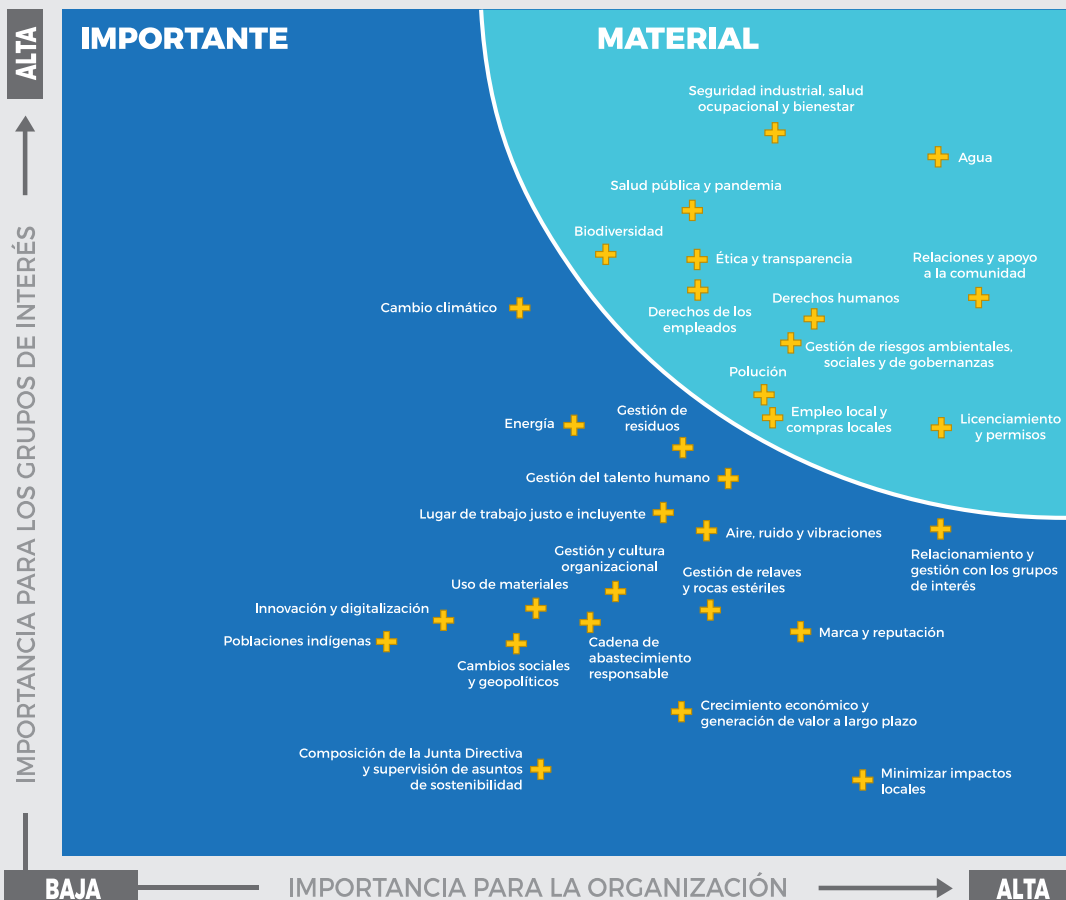 ALTA
IMPORTANCIA PARA LOS GRUPOS DE INTERÉS
IMPORTANTE
MATERIAL
Seguridad industrial, salud
ocupacional y bienestar
Agua
Salud pública y pandemia
Biodiversidad
Ética y transparencia
Relaciones y apoyo
a la comunidad
Derechos de los
empleados
Derechos humanos
Cambio climático
Gestión de riesgos ambientales,
sociales y de gobernanzas
Polución
Empleo local y
compras locales
Licenciamiento
y permisos
Energía
Gestión de
residuos
Gestión del talento humano
Lugar de trabajo justo e incluyente
Aire, ruido y vibraciones
Relacionamiento y
gestión con los grupos
de interés
Gestión y cultura
organizacional
Gestión de relaves
y rocas estériles
Uso de materiales
Innovación y digitalización
Poblaciones indígenas
Cambios sociales
y geopolíticos
Cadena de
abastecimiento
responsable
Marca y reputación
Crecimiento económico y
generación de valor a largo plazo
Composición de la Junta Directiva
y supervisión de asuntos
de sostenibilidad
Minimizar impactos
locales
BAJA
IMPORTANCIA PARA LA ORGANIZACIÓN
ALTA